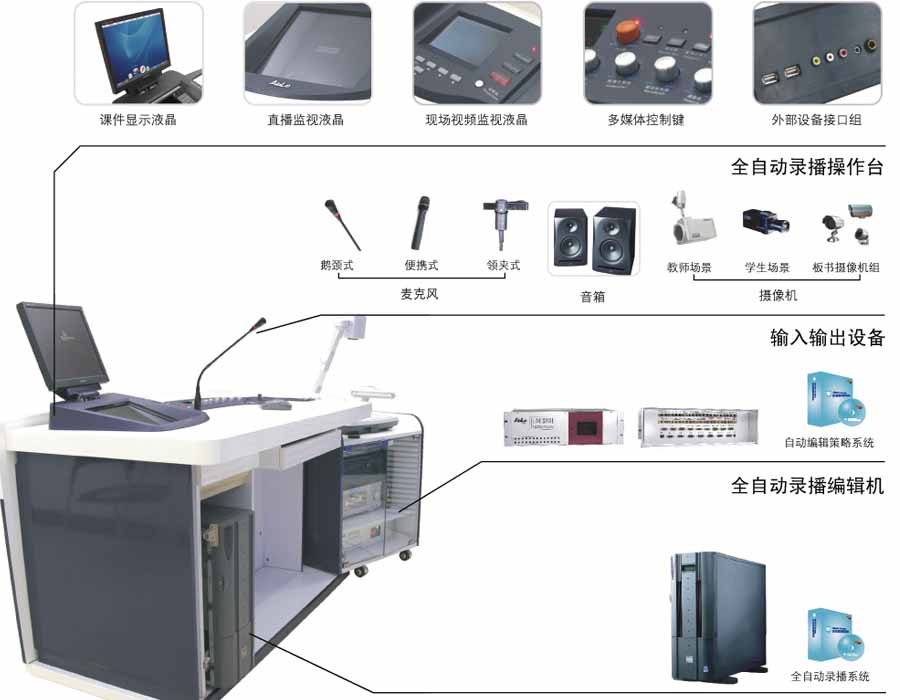 课件显示液晶
直播监视液晶
现场视频监视液晶
多媒体控制键
外部设备接口组
全自动录播操作台
鹅颈式
便携式
领夹式
麦克风
音箱
教师场景
学生场景
板书摄像机组
摄像机
输入输出设备
自动编辑策略系统
全自动录播编辑机
全自动录播系统